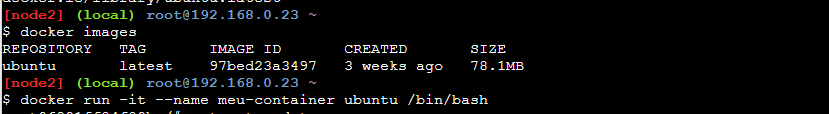 [node2] (local) root@192.168.0.23 ~
$ docker images
REPOSITORY   TAG       IMAGE ID       CREATED       SIZE
ubuntu       latest    97bed23a3497   3 weeks ago   78.1MB
[node2] (local) root@192.168.0.23 ~
$ docker run -it --name meu-container ubuntu /bin/bash